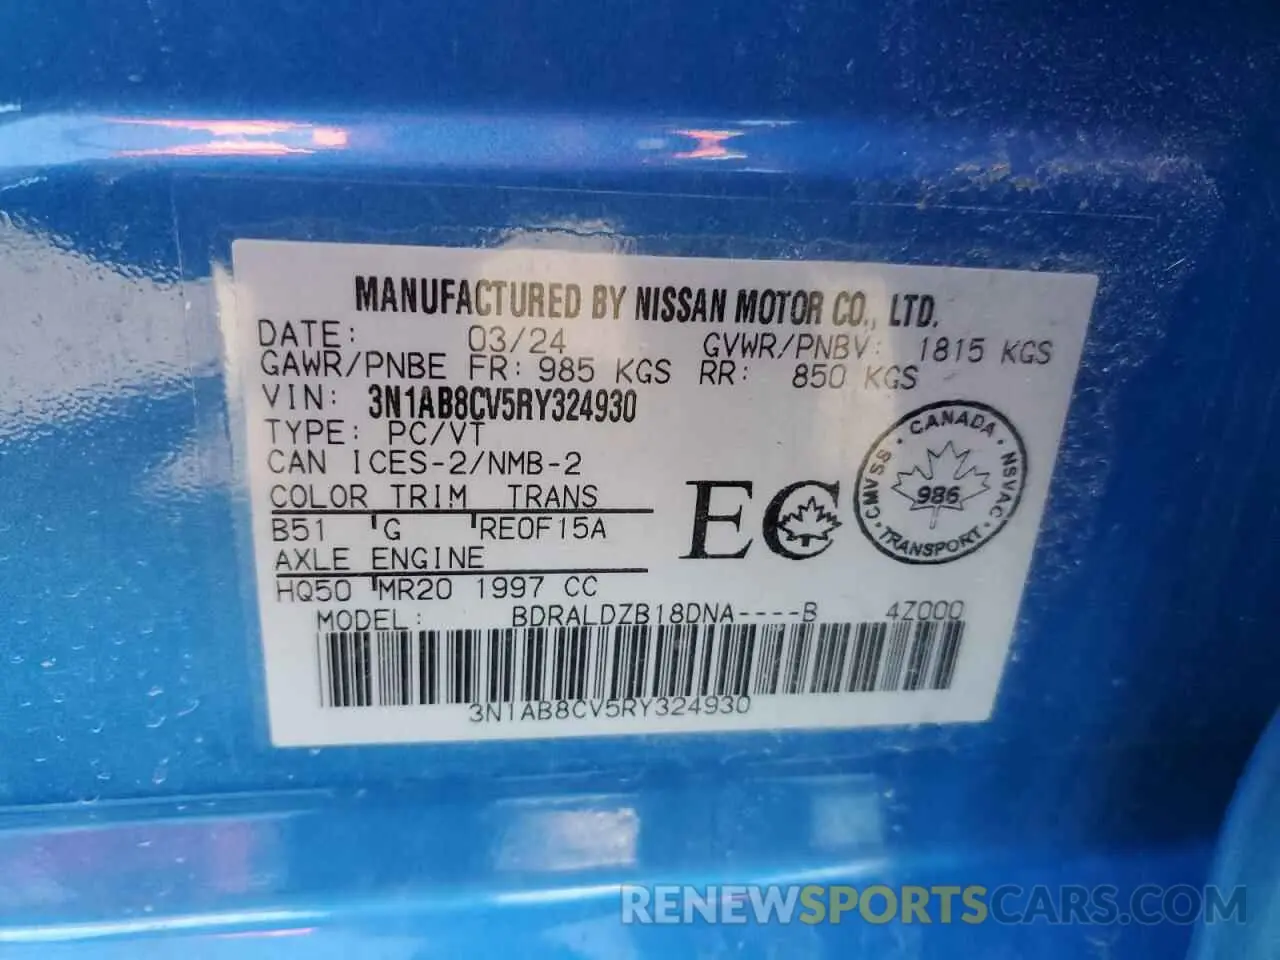 MANUFACTURED BY NISSAN MOTOR CO., LTD.
DATE: 03/24 GVWR/PNBV: 1815 KGS
GAWR/PNBE FR: 985 KGS RR: 850 KGS
VIN: 3N1AB8CV5RY324930
TYPE: PC/VT
CAN ICES-2/NMB-2
COLOR TRIM TRANS
B51 G RE0F15A
AXLE ENGINE
HQ50 MR20 1997 CC
EC
CANADA
CMVSS 986 NSVAC
TRANSPORT
MODEL: BDRALDZB18DNA----B 4Z000
3N1AB8CV5RY324930
RENEWSPORTSCARS.COM